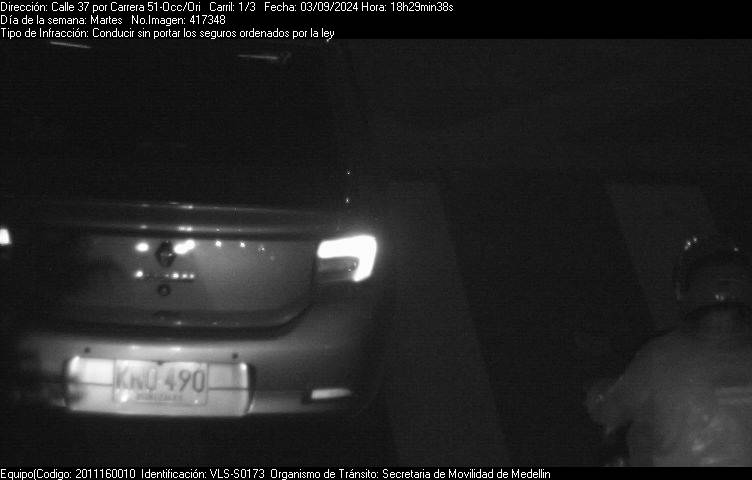 Dirección: Calle 37 por Carrera 51-Occ/Ori   Carril: 1/3   Fecha: 03/09/2024 Hora: 18h29min38s
Día de la semana: Martes   No.Imagen: 417348
Tipo de Infracción: Conducir sin portar los seguros ordenados por la ley
490
Equipo(Codigo: 2011160010  Identificación: VLS-S0173  Organismo de Tránsito: Secretaria de Movilidad de Medellin